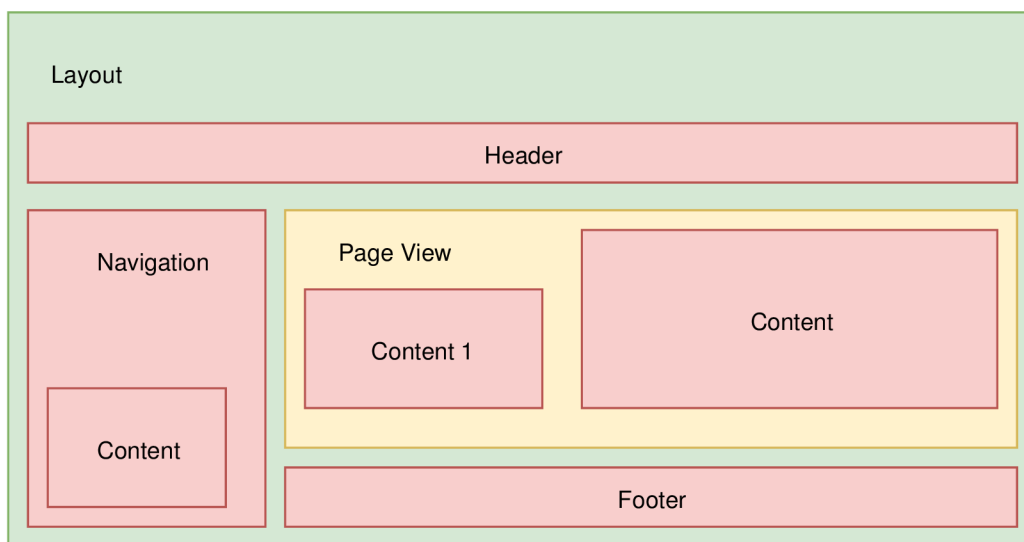 Layout
Header
Navigation
Page View
Content 1
Content
Content
Footer